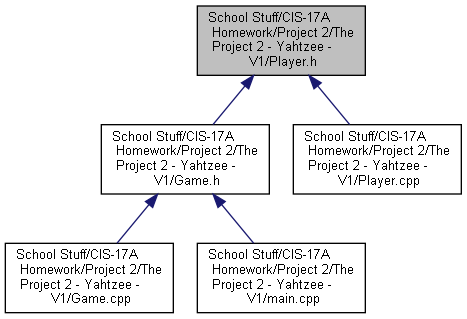 School Stuff/CIS-17A
Homework/Project 2/The
Project 2 - Yahtzee -
V1/Player.h
School Stuff/CIS-17A
Homework/Project 2/The
Project 2 - Yahtzee -
V1/Game.h
School Stuff/CIS-17A
Homework/Project 2/The
Project 2 - Yahtzee -
V1/Player.cpp
School Stuff/CIS-17A
Homework/Project 2/The
Project 2 - Yahtzee -
V1/Game.cpp
School Stuff/CIS-17A
Homework/Project 2/The
Project 2 - Yahtzee -
V1/main.cpp